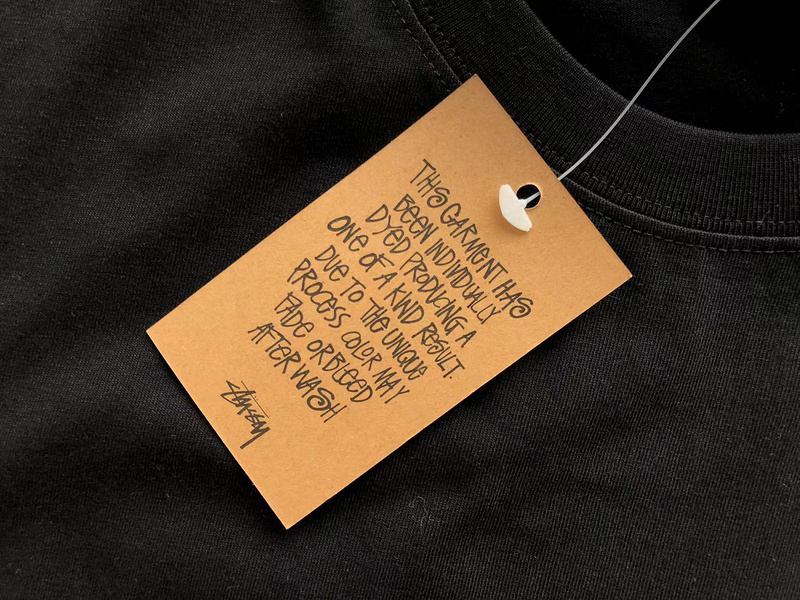 THIS GARMENT HAS
BEEN INDIVIDUALLY
DYED PRODUCING A
ONE OF A KIND RESULT.
DUE TO THE UNIQUE
PROCESS COLOR MAY
FADE OR BLEED
AFTER WASH
Stüssy